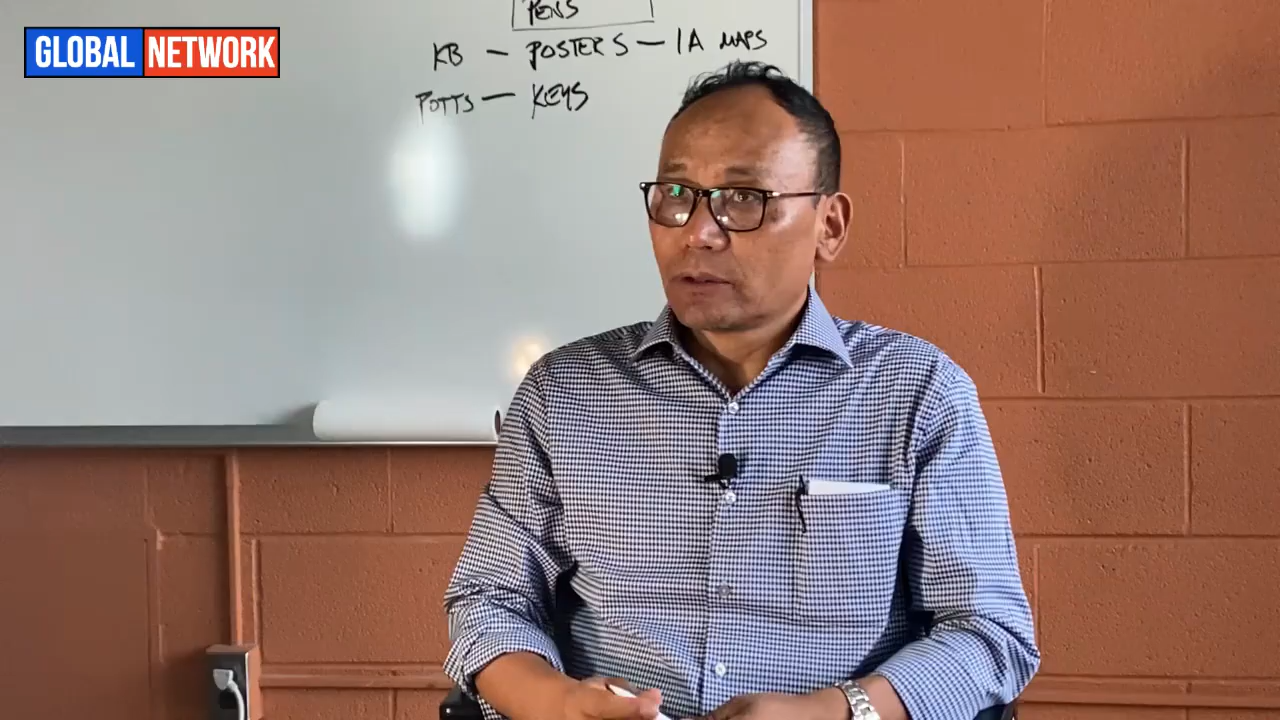 GLOBAL NETWORK
PENS
KB — POSTERS — IA MAPS
POTTS — KEYS